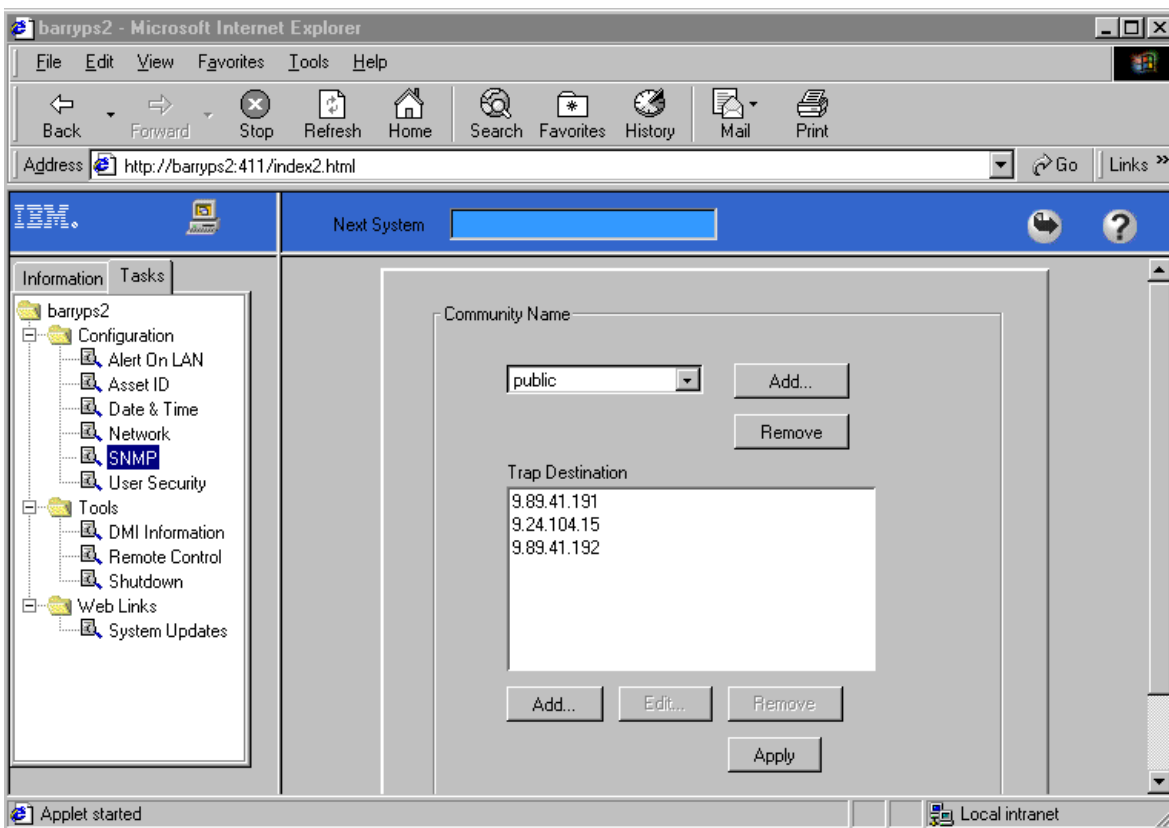 barryps2 - Microsoft Internet Explorer
File Edit View Favorites Tools Help
Back Forward Stop Refresh Home Search Favorites History Mail Print
Address http://barryps2:411/index2.html Go Links »
IBM. Next System ?
Information Tasks
barryps2
Configuration
Alert On LAN
Asset ID
Date & Time
Network
SNMP
User Security
Tools
DMI Information
Remote Control
Shutdown
Web Links
System Updates
Community Name
public Add...
Remove
Trap Destination
9.89.41.191
9.24.104.15
9.89.41.192
Add... Edit... Remove
Apply
Applet started Local intranet